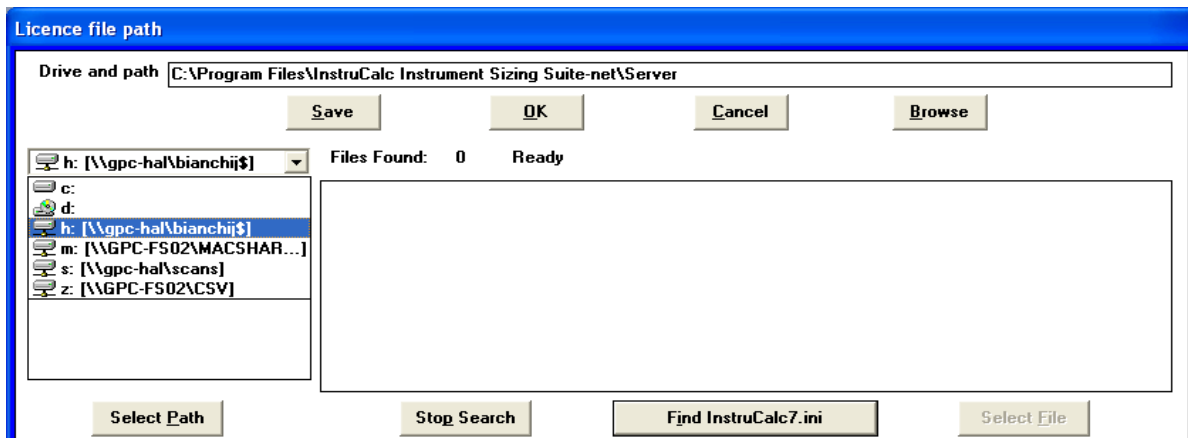 Licence file path
Drive and path C:\Program Files\InstruCalc Instrument Sizing Suite-net\Server
Save OK Cancel Browse
h: [\\gpc-hal\bianchij$] Files Found: 0 Ready
c:
d:
h: [\\gpc-hal\bianchij$]
m: [\\GPC-FS02\MACSHAR...]
s: [\\gpc-hal\scans]
z: [\\GPC-FS02\CSV]
Select Path Stop Search Find InstruCalc7.ini Select File